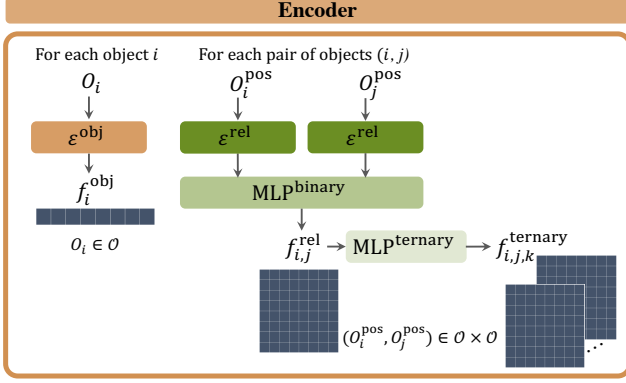 Encoder
For each object i
For each pair of objects (i, j)
O_i
O_i^pos
O_j^pos
ε^obj
ε^rel
ε^rel
f_i^obj
MLP^binary
O_i ∈ 𝒪
f_{i,j}^rel
MLP^ternary
f_{i,j,k}^ternary
(O_i^pos, O_j^pos) ∈ 𝒪 × 𝒪
...